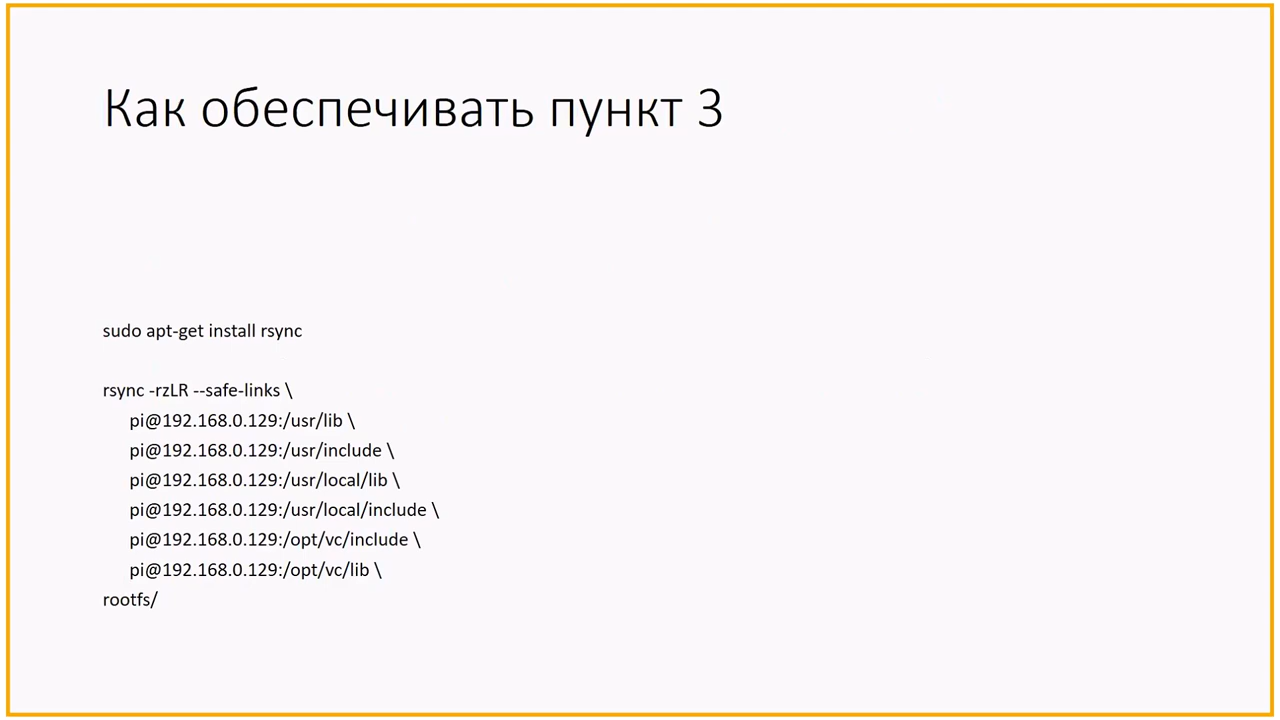 Как обеспечивать пункт 3
sudo apt-get install rsync
rsync -rzLR --safe-links \
pi@192.168.0.129:/usr/lib \
pi@192.168.0.129:/usr/include \
pi@192.168.0.129:/usr/local/lib \
pi@192.168.0.129:/usr/local/include \
pi@192.168.0.129:/opt/vc/include \
pi@192.168.0.129:/opt/vc/lib \
rootfs/